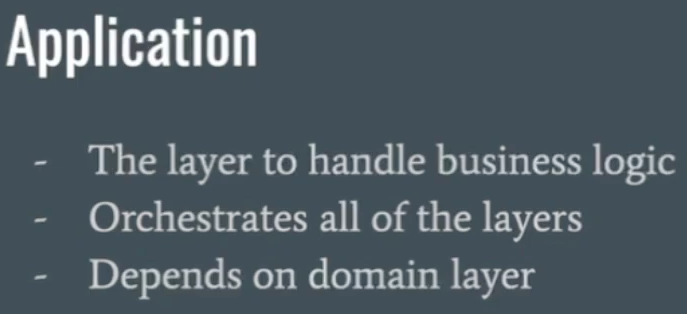 Application
- The layer to handle business logic
- Orchestrates all of the layers
- Depends on domain layer